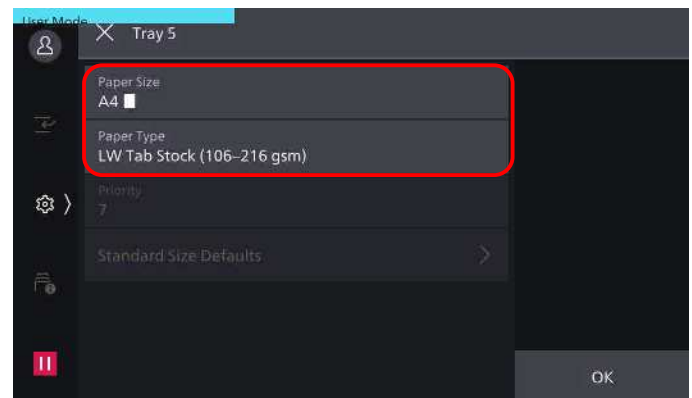 User Mode
Tray 5
Paper Size
A4
Paper Type
LW Tab Stock (106–216 gsm)
Priority
7
Standard Size Defaults
OK